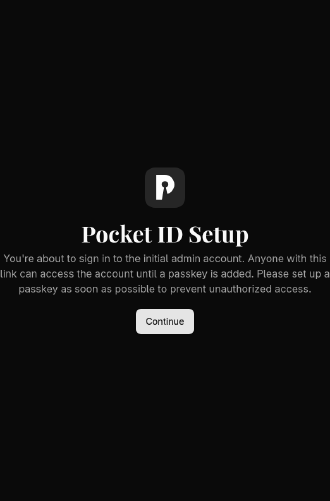 Pocket ID Setup
You're about to sign in to the initial admin account. Anyone with this
link can access the account until a passkey is added. Please set up a
passkey as soon as possible to prevent unauthorized access.
Continue